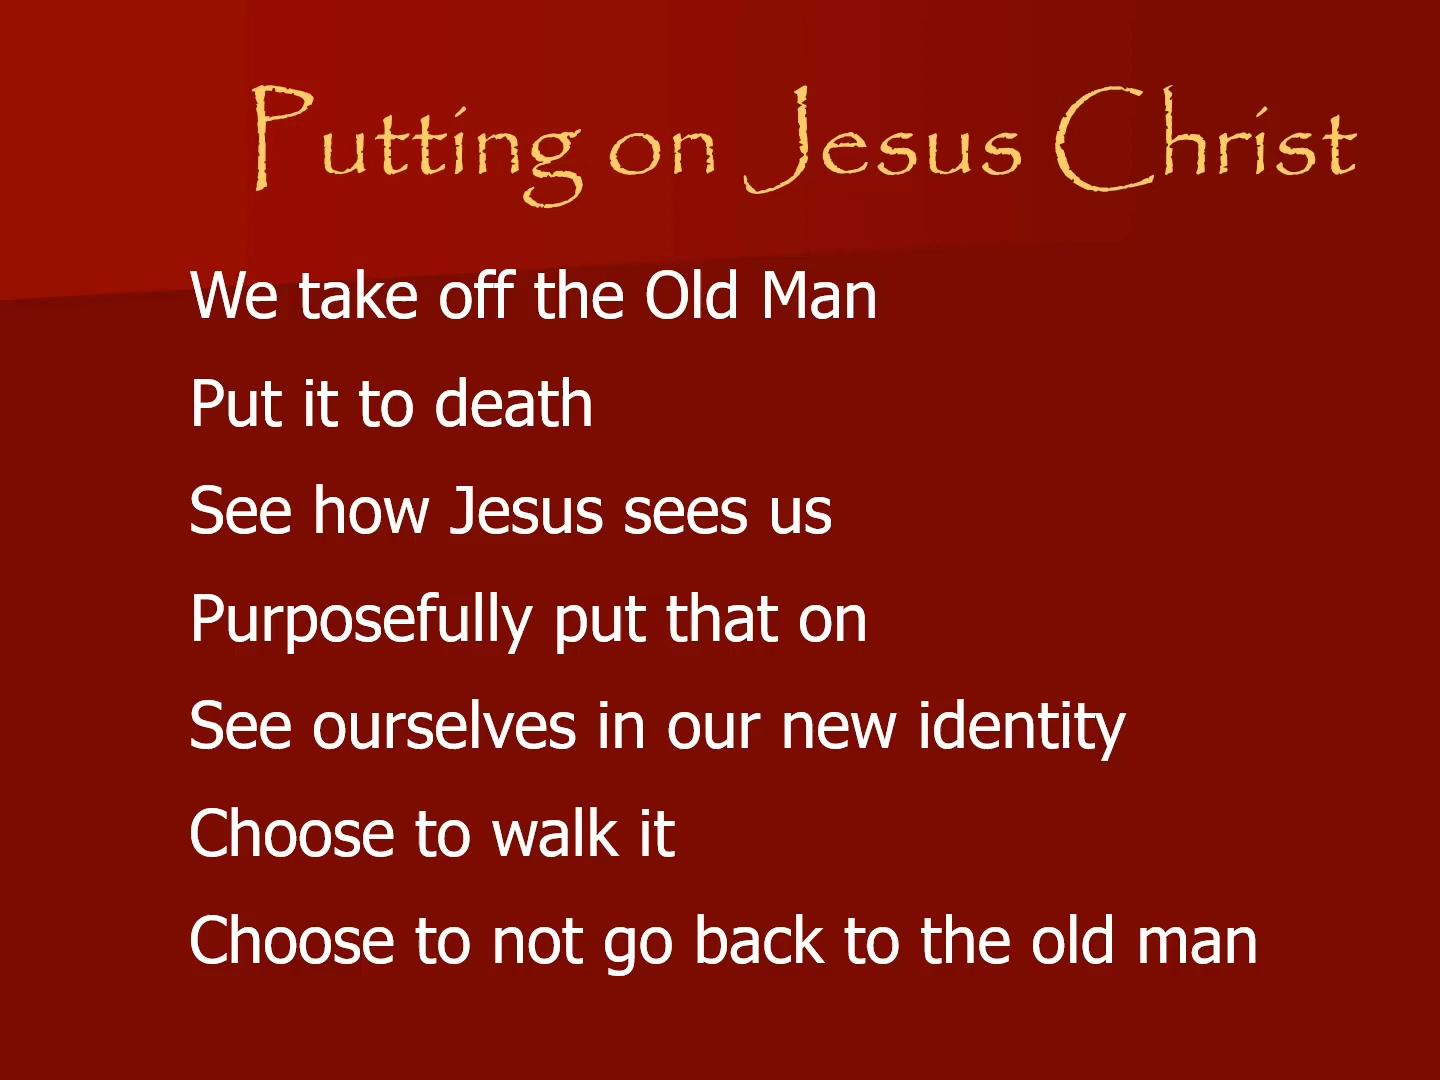 Putting on Jesus Christ
We take off the Old Man
Put it to death
See how Jesus sees us
Purposefully put that on
See ourselves in our new identity
Choose to walk it
Choose to not go back to the old man